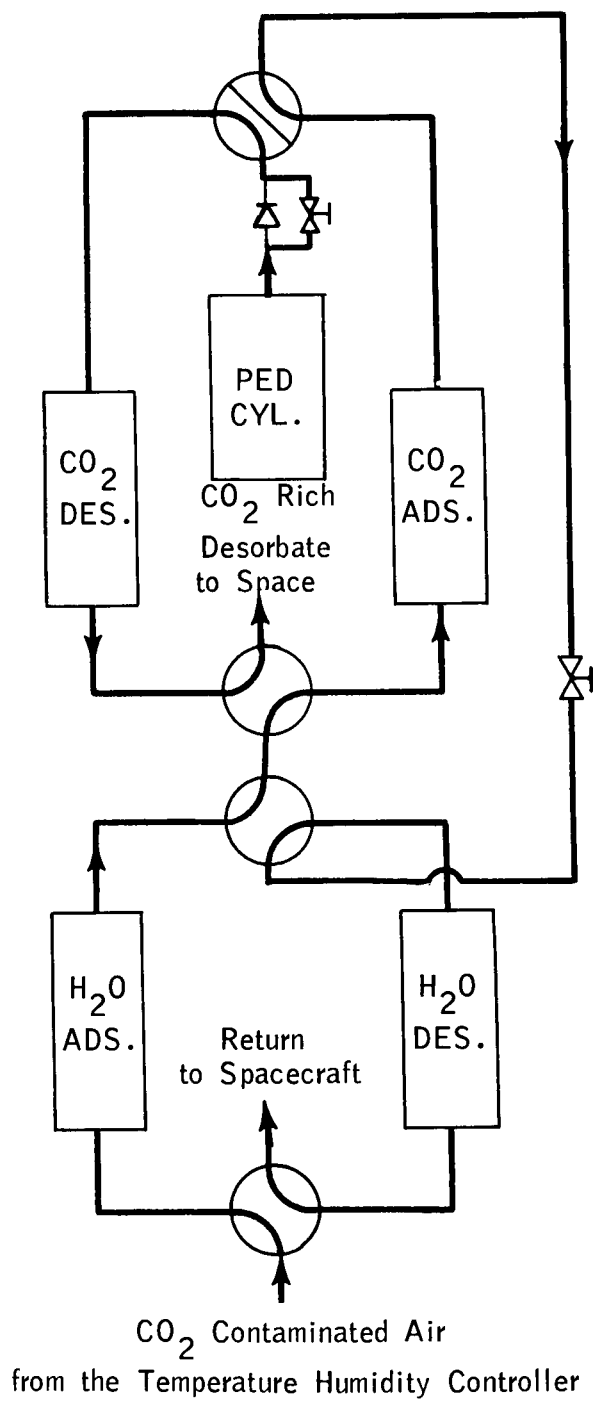 PED
CYL.
CO2
DES.
CO2
ADS.
CO2 Rich
Desorbate
to Space
H2O
ADS.
H2O
DES.
Return
to Spacecraft
CO2 Contaminated Air
from the Temperature Humidity Controller